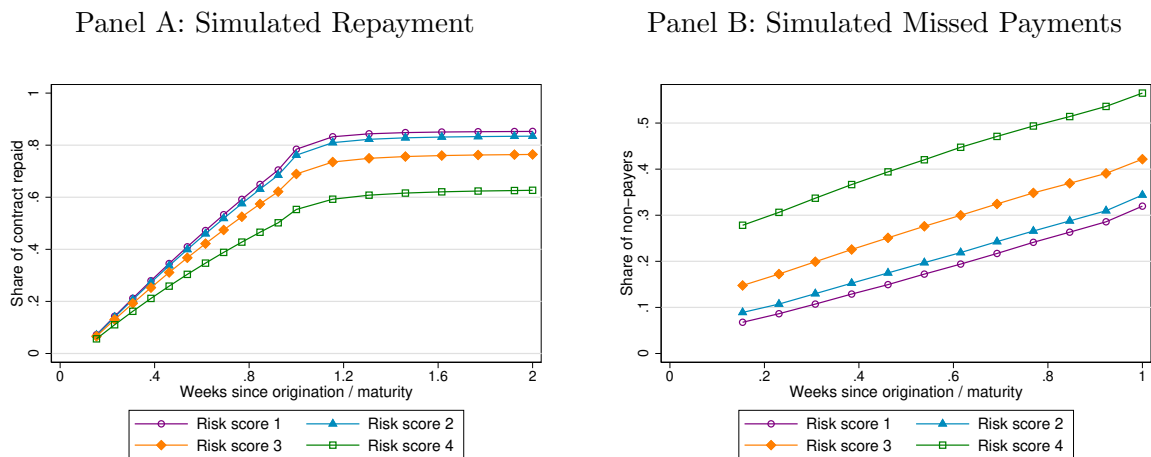 Panel A: Simulated Repayment
Share of contract repaid
1
.8
.6
.4
.2
0
0 .4 .8 1.2 1.6 2
Weeks since origination / maturity
Risk score 1 Risk score 2
Risk score 3 Risk score 4
Panel B: Simulated Missed Payments
Share of non-payers
.5
.4
.3
.2
.1
0
0 .2 .4 .6 .8 1
Weeks since origination / maturity
Risk score 1 Risk score 2
Risk score 3 Risk score 4